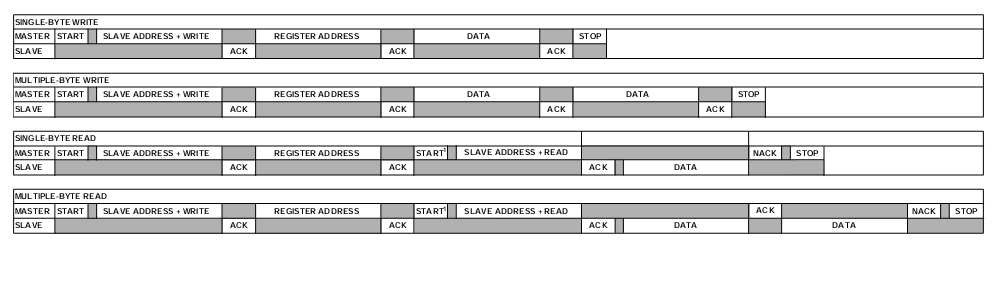 SINGLE-BYTE WRITE
MASTER START SLAVE ADDRESS + WRITE REGISTER ADDRESS DATA STOP
SLAVE ACK ACK ACK
MULTIPLE-BYTE WRITE
MASTER START SLAVE ADDRESS + WRITE REGISTER ADDRESS DATA DATA STOP
SLAVE ACK ACK ACK ACK
SINGLE-BYTE READ
MASTER START SLAVE ADDRESS + WRITE REGISTER ADDRESS START¹ SLAVE ADDRESS + READ NACK STOP
SLAVE ACK ACK ACK DATA
MULTIPLE-BYTE READ
MASTER START SLAVE ADDRESS + WRITE REGISTER ADDRESS START¹ SLAVE ADDRESS + READ ACK NACK STOP
SLAVE ACK ACK ACK DATA DATA